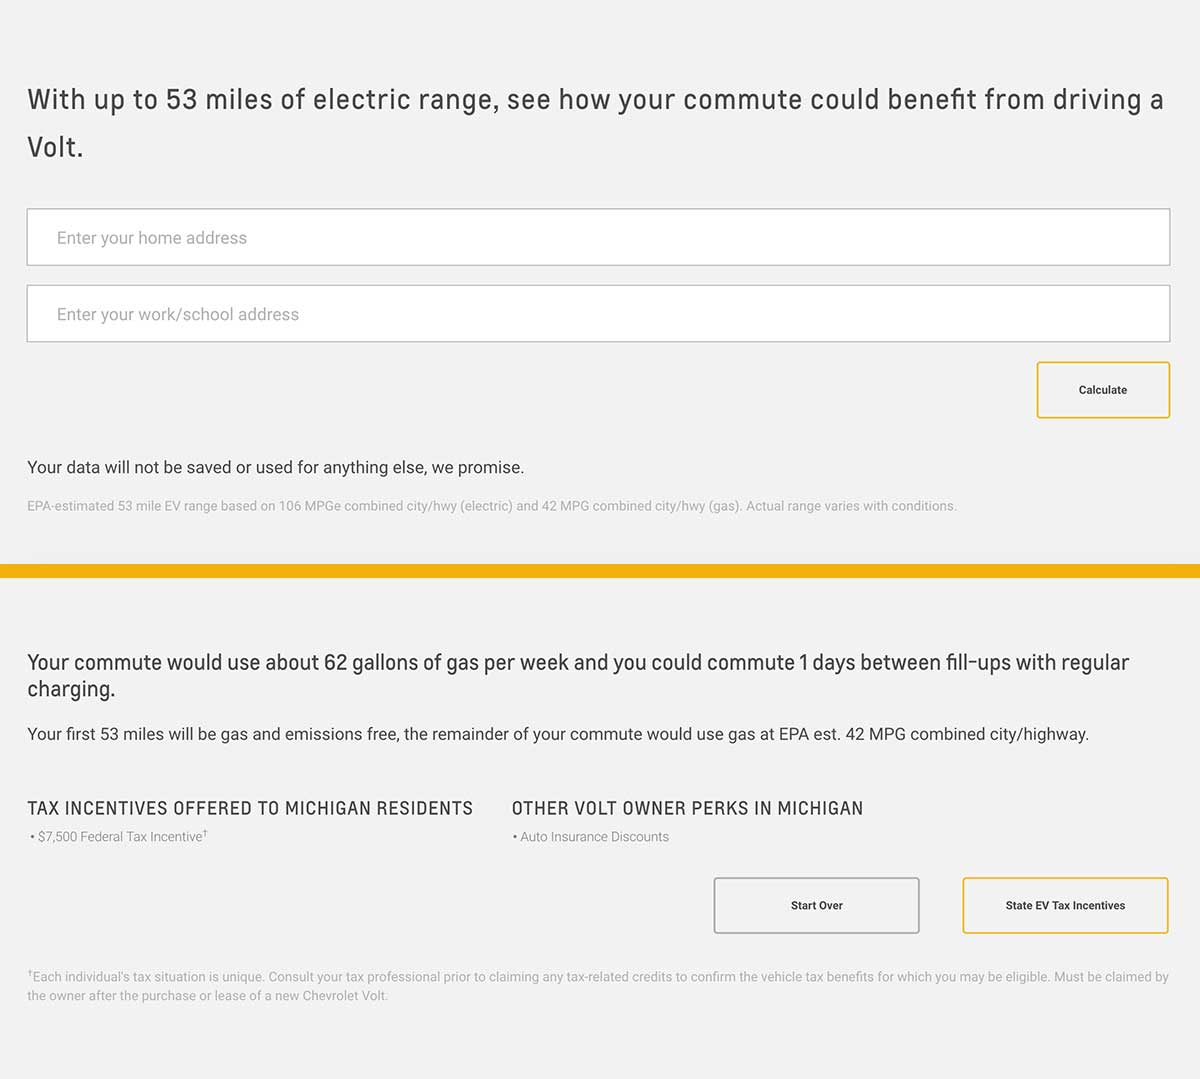 With up to 53 miles of electric range, see how your commute could benefit from driving a
Volt.
Enter your home address
Enter your work/school address
Calculate
Your data will not be saved or used for anything else, we promise.
EPA-estimated 53 mile EV range based on 106 MPGe combined city/hwy (electric) and 42 MPG combined city/hwy (gas). Actual range varies with conditions.
Your commute would use about 62 gallons of gas per week and you could commute 1 days between fill-ups with regular
charging.
Your first 53 miles will be gas and emissions free, the remainder of your commute would use gas at EPA est. 42 MPG combined city/highway.
TAX INCENTIVES OFFERED TO MICHIGAN RESIDENTS
• $7,500 Federal Tax Incentive†
OTHER VOLT OWNER PERKS IN MICHIGAN
• Auto Insurance Discounts
Start Over
State EV Tax Incentives
†Each individual's tax situation is unique. Consult your tax professional prior to claiming any tax-related credits to confirm the vehicle tax benefits for which you may be eligible. Must be claimed by
the owner after the purchase or lease of a new Chevrolet Volt.